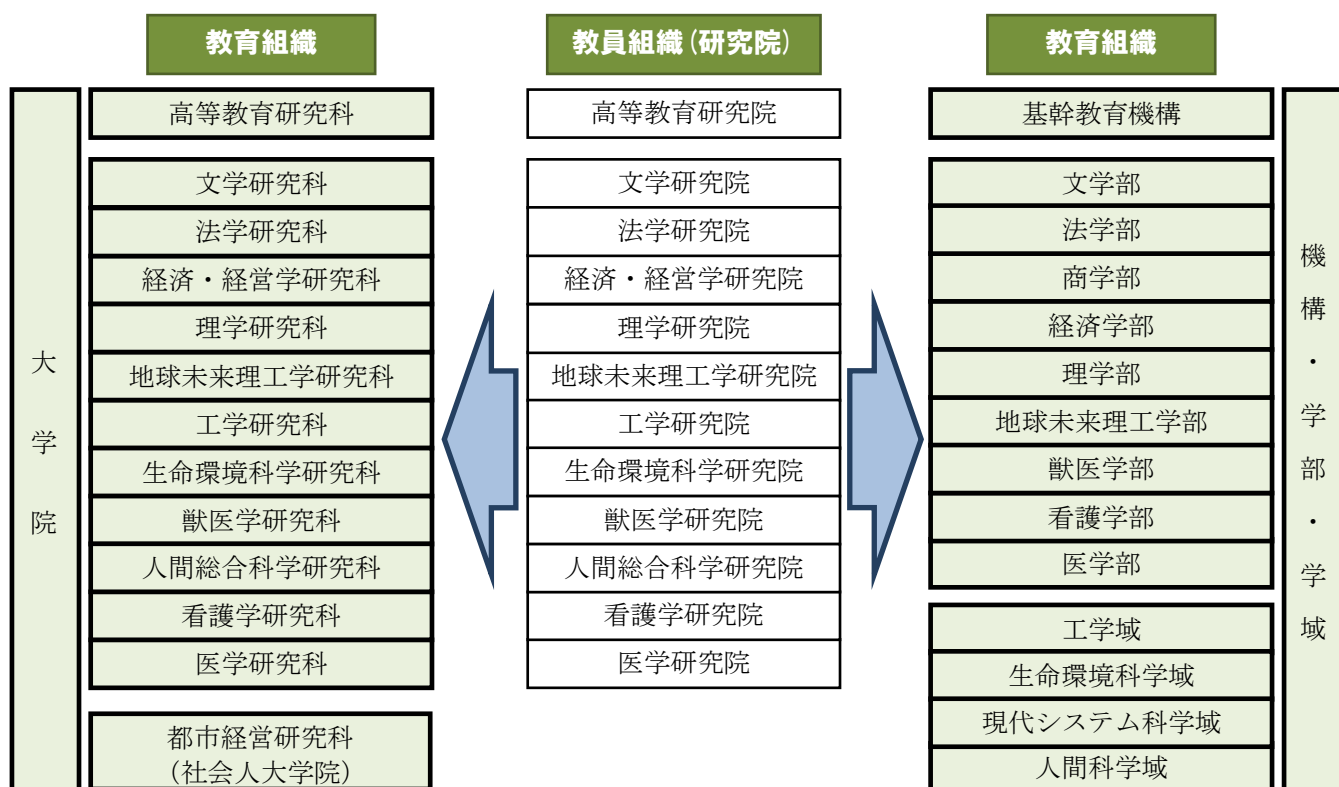 教育組織
教員組織(研究院)
教育組織
大学院
高等教育研究科
文学研究科
法学研究科
経済・経営学研究科
理学研究科
地球未来理工学研究科
工学研究科
生命環境科学研究科
獣医学研究科
人間総合科学研究科
看護学研究科
医学研究科
都市経営研究科
(社会人大学院)
高等教育研究院
文学研究院
法学研究院
経済・経営学研究院
理学研究院
地球未来理工学研究院
工学研究院
生命環境科学研究院
獣医学研究院
人間総合科学研究院
看護学研究院
医学研究院
基幹教育機構
文学部
法学部
商学部
経済学部
理学部
地球未来理工学部
獣医学部
看護学部
医学部
工学域
生命環境科学域
現代システム科学域
人間科学域
機構・学部・学域